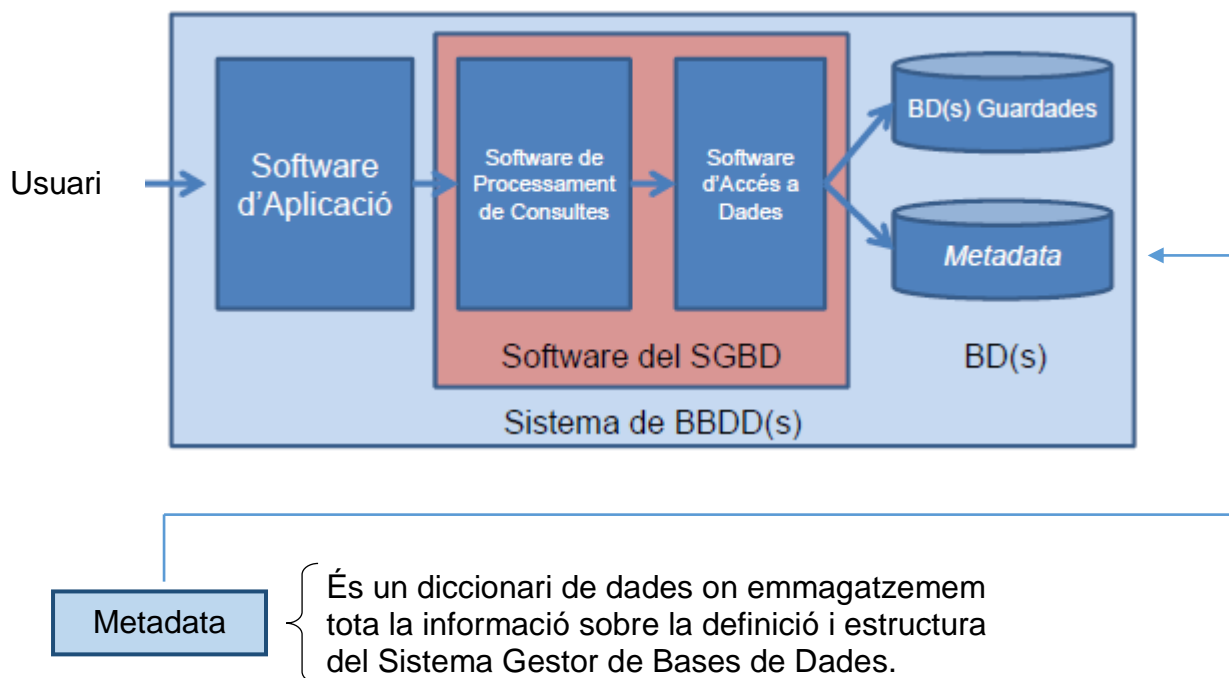 Usuari
Software
d'Aplicació
Software de
Processament
de Consultes
Software
d'Accés a
Dades
BD(s) Guardades
Metadata
Software del SGBD
BD(s)
Sistema de BBDD(s)
Metadata
És un diccionari de dades on emmagatzemem
tota la informació sobre la definició i estructura
del Sistema Gestor de Bases de Dades.